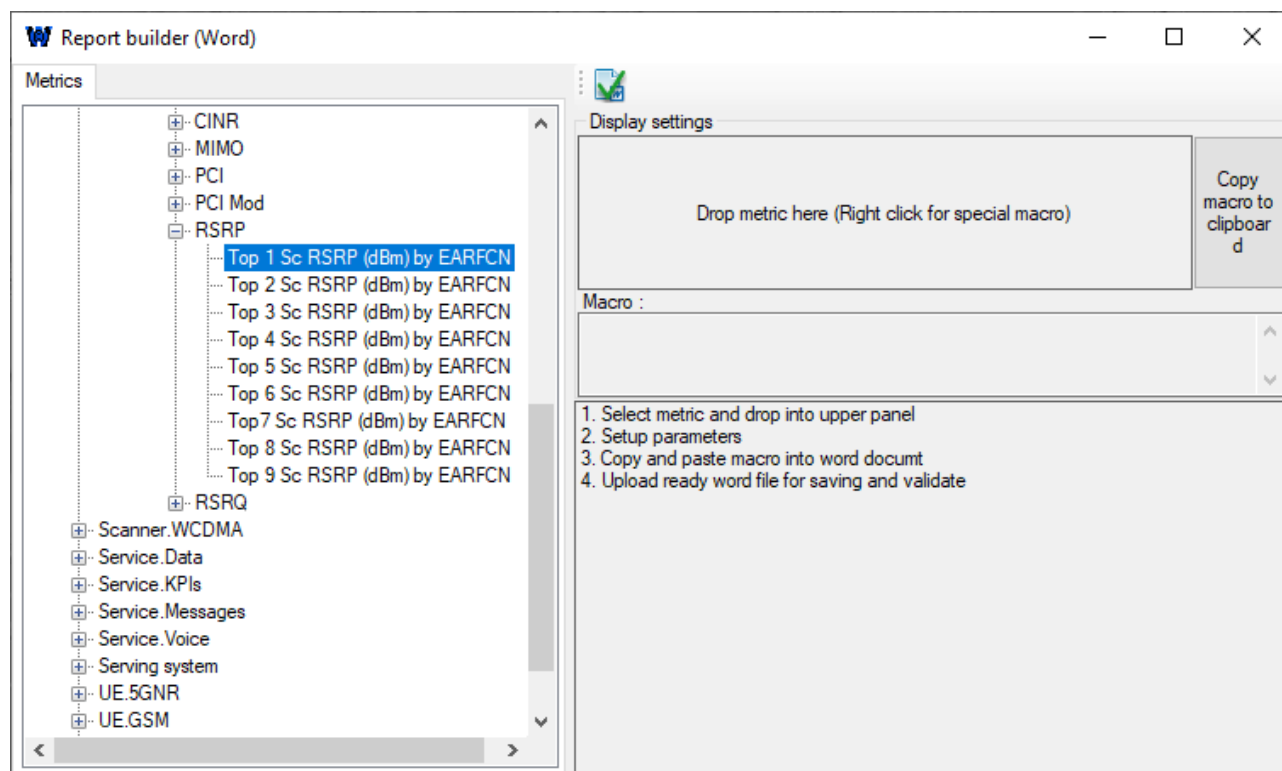 Report builder (Word)
Metrics
CINR
MIMO
PCI
PCI Mod
RSRP
Top 1 Sc RSRP (dBm) by EARFCN
Top 2 Sc RSRP (dBm) by EARFCN
Top 3 Sc RSRP (dBm) by EARFCN
Top 4 Sc RSRP (dBm) by EARFCN
Top 5 Sc RSRP (dBm) by EARFCN
Top 6 Sc RSRP (dBm) by EARFCN
Top7 Sc RSRP (dBm) by EARFCN
Top 8 Sc RSRP (dBm) by EARFCN
Top 9 Sc RSRP (dBm) by EARFCN
RSRQ
Scanner.WCDMA
Service.Data
Service.KPIs
Service.Messages
Service.Voice
Serving system
UE.5GNR
UE.GSM
Display settings
Drop metric here (Right click for special macro)
Copy
macro to
clipboar
d
Macro :
1. Select metric and drop into upper panel
2. Setup parameters
3. Copy and paste macro into word documt
4. Upload ready word file for saving and validate